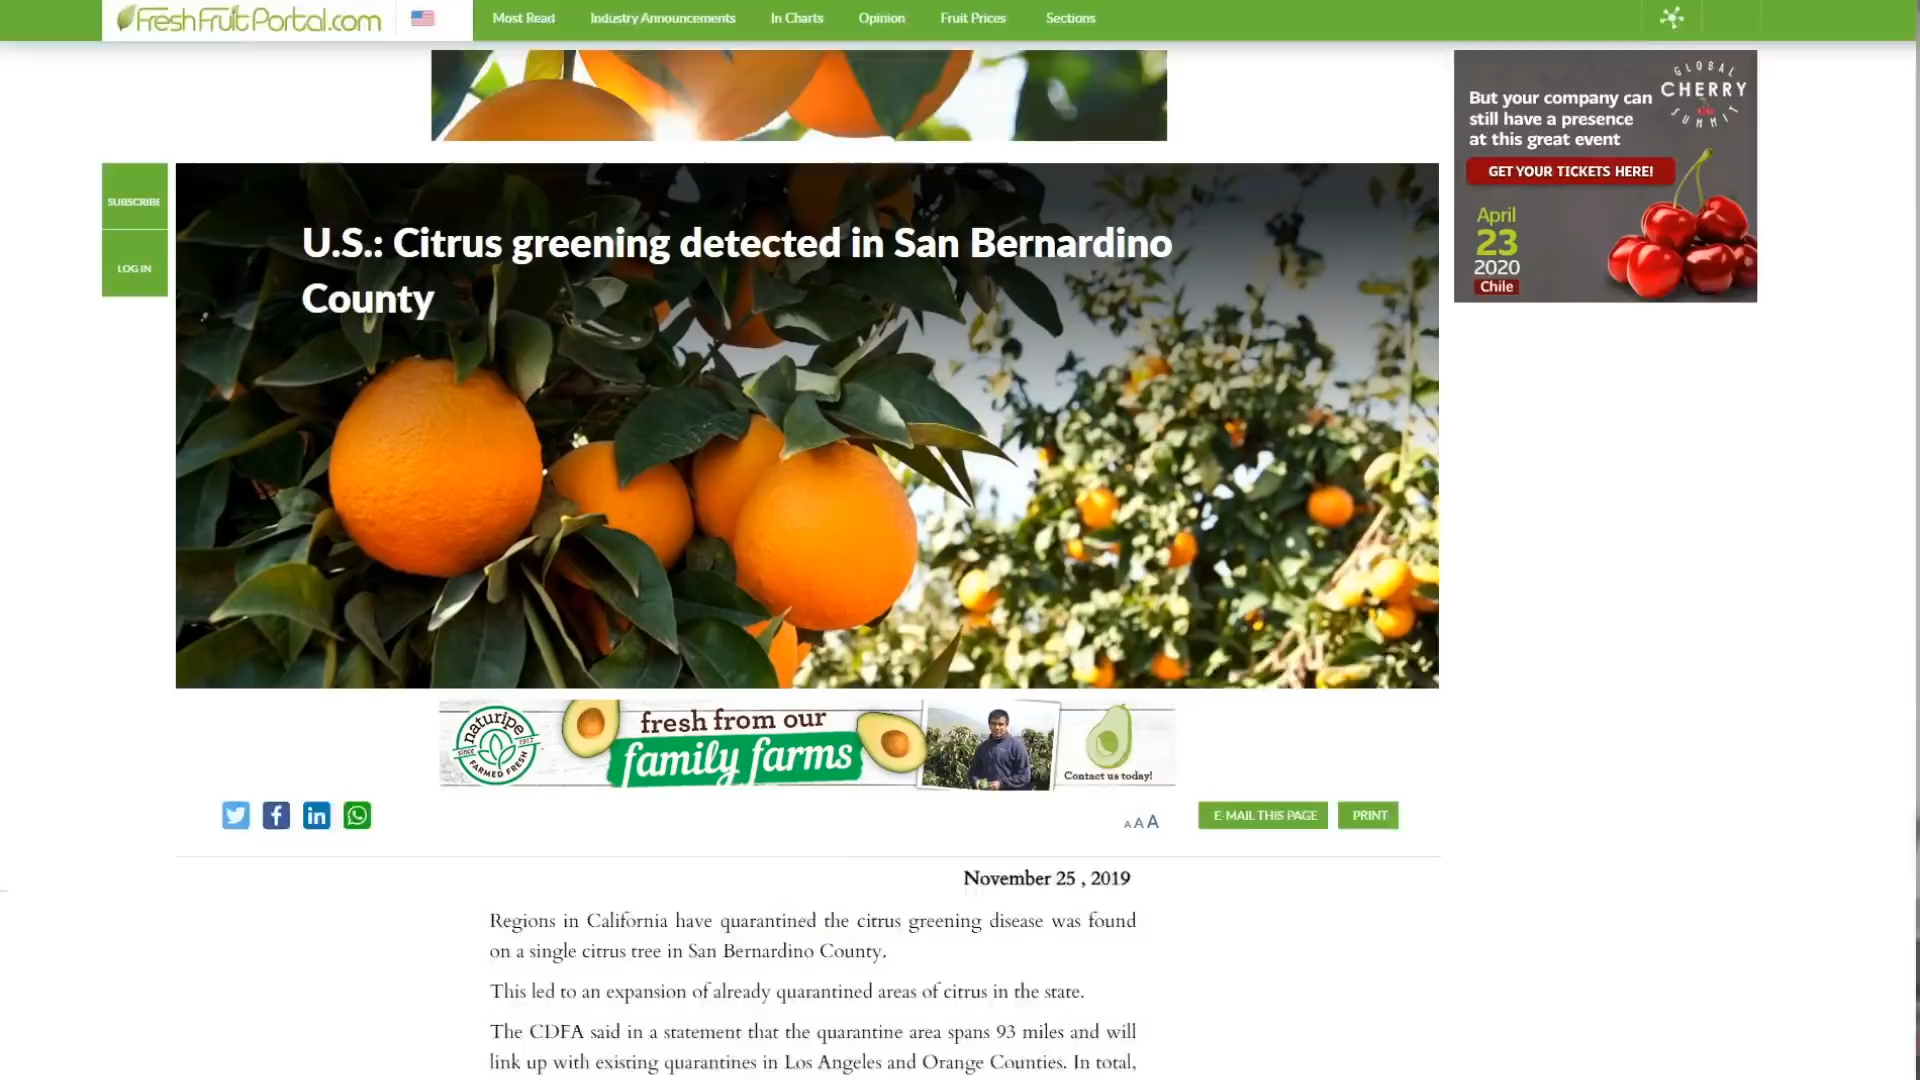 FreshFruitPortal.com
Most Read
Industry Announcements
In Charts
Opinion
Fruit Prices
Sections
But your company can
still have a presence
at this great event
GLOBAL
CHERRY
SUMMIT
GET YOUR TICKETS HERE!
April
23
2020
Chile
SUBSCRIBE
LOG IN
U.S.: Citrus greening detected in San Bernardino
County
naturipe
since 1917
FARMED FRESH
fresh from our
family farms
Contact us today!
A A A
E-MAIL THIS PAGE
PRINT
November 25 , 2019
Regions in California have quarantined the citrus greening disease was found
on a single citrus tree in San Bernardino County.
This led to an expansion of already quarantined areas of citrus in the state.
The CDFA said in a statement that the quarantine area spans 93 miles and will
link up with existing quarantines in Los Angeles and Orange Counties. In total,